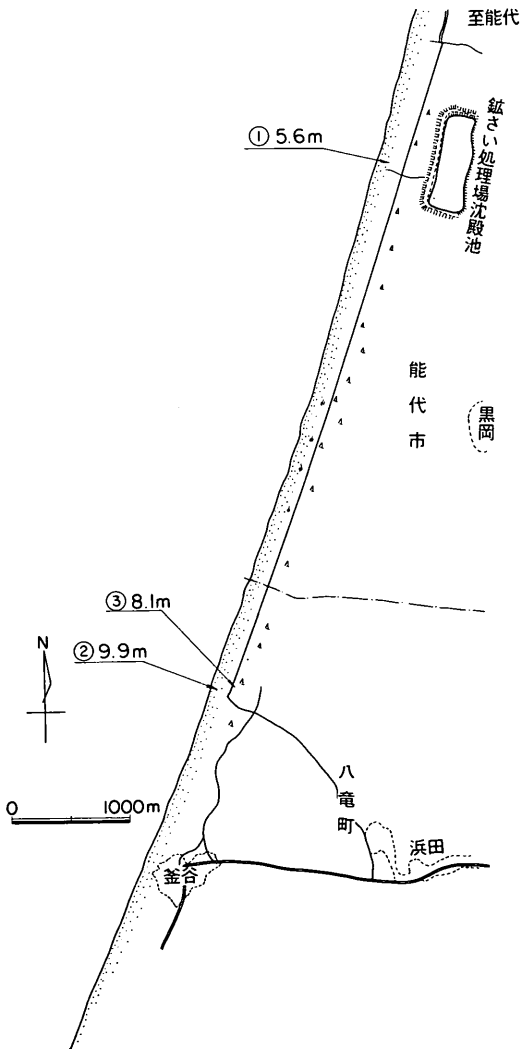 至能代
① 5.6m
鉱さい処理場沈殿池
能代市
黒岡
③ 8.1m
② 9.9m
N
0 1000m
八竜町
浜田
釜谷